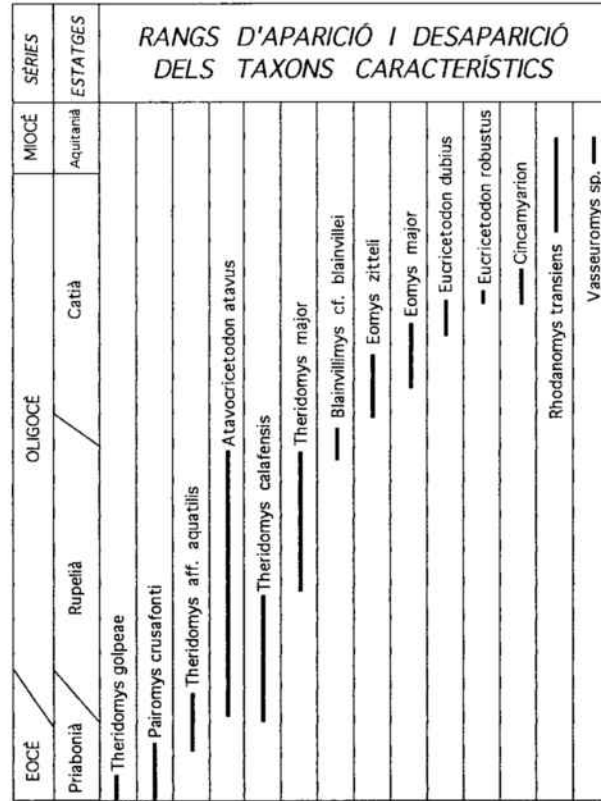 SÈRIES
ESTATGES
RANGS D'APARICIÓ I DESAPARICIÓ
DELS TAXONS CARACTERÍSTICS
MIOCÈ
Aquitanià
OLIGOCÈ
Catià
Rupelià
EOCÈ
Priabonià
Theridomys golpeae
Pairomys crusafonti
Theridomys aff. aquatilis
Atavocricetodon atavus
Theridomys calafensis
Theridomys major
Blainvillimys cf. blainvillei
Eomys zitteli
Eomys major
Eucricetodon dubius
Eucricetodon robustus
Cincamyarion
Rhodanomys transiens
Vasseuromys sp.